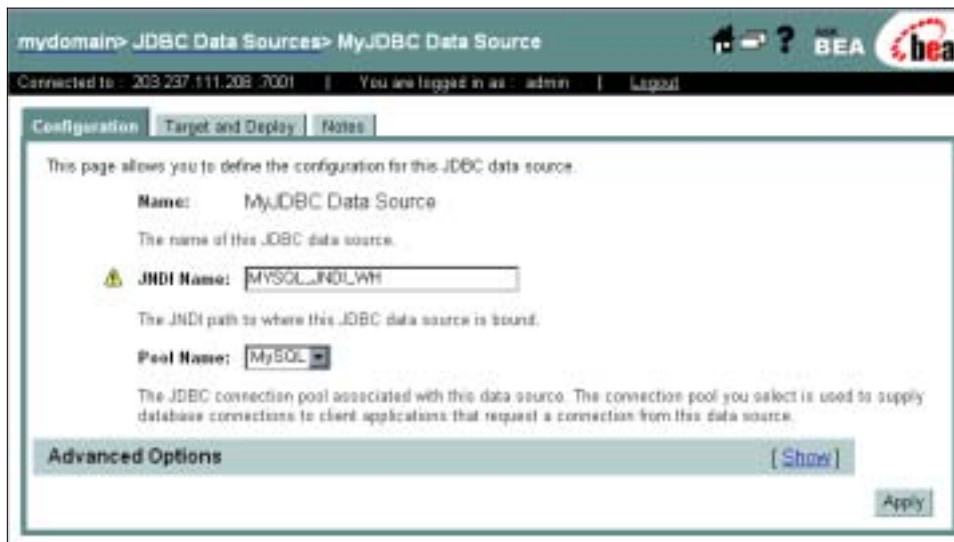 mydomain> JDBC Data Sources> MyJDBC Data Source
ASK BEA
bea
Connected to : 203.237.111.208 :7001 | You are logged in as : admin | Logout
Configuration Target and Deploy Notes
This page allows you to define the configuration for this JDBC data source.
Name: MyJDBC Data Source
The name of this JDBC data source.
JNDI Name: MYSQL_JNDI_WH
The JNDI path to where this JDBC data source is bound.
Pool Name: MySQL
The JDBC connection pool associated with this data source. The connection pool you select is used to supply
database connections to client applications that request a connection from this data source.
Advanced Options [ Show ]
Apply